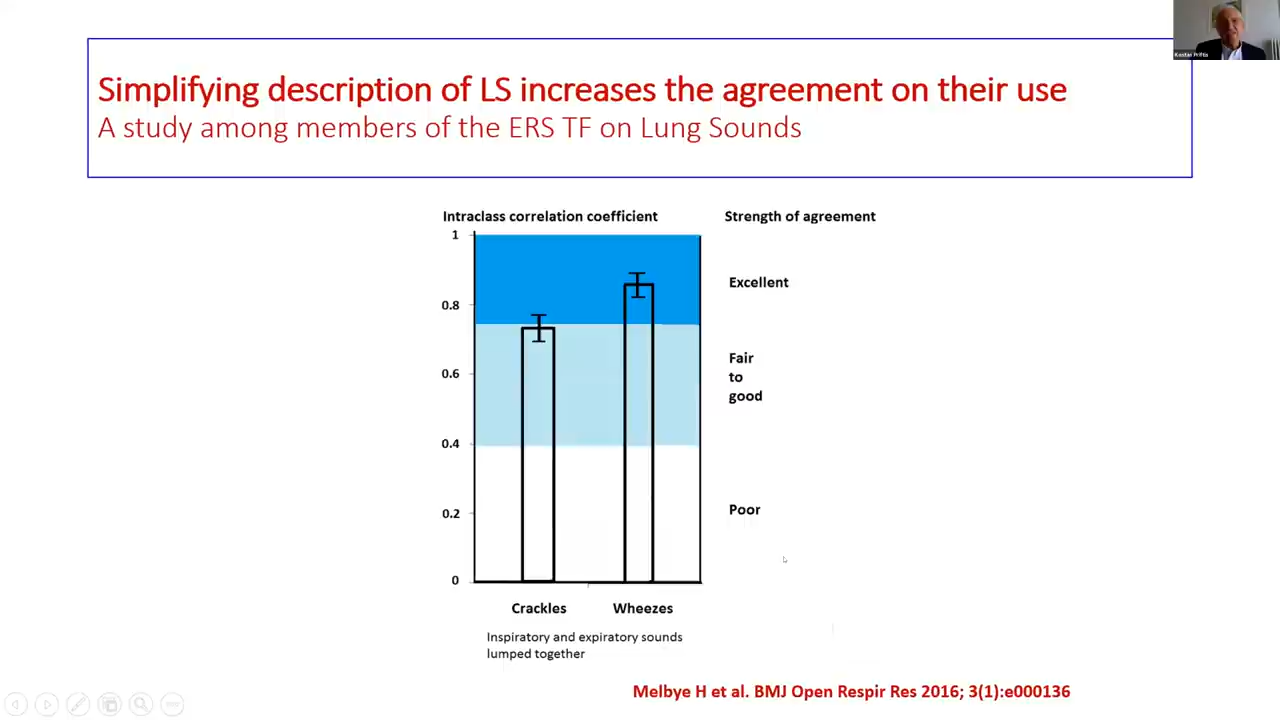 Kostas Priftis
Simplifying description of LS increases the agreement on their use
A study among members of the ERS TF on Lung Sounds
Intraclass correlation coefficient
Strength of agreement
1
Excellent
0.8
Fair
to
good
0.6
0.4
Poor
0.2
0
Crackles
Wheezes
Inspiratory and expiratory sounds
lumped together
Melbye H et al. BMJ Open Respir Res 2016; 3(1):e000136